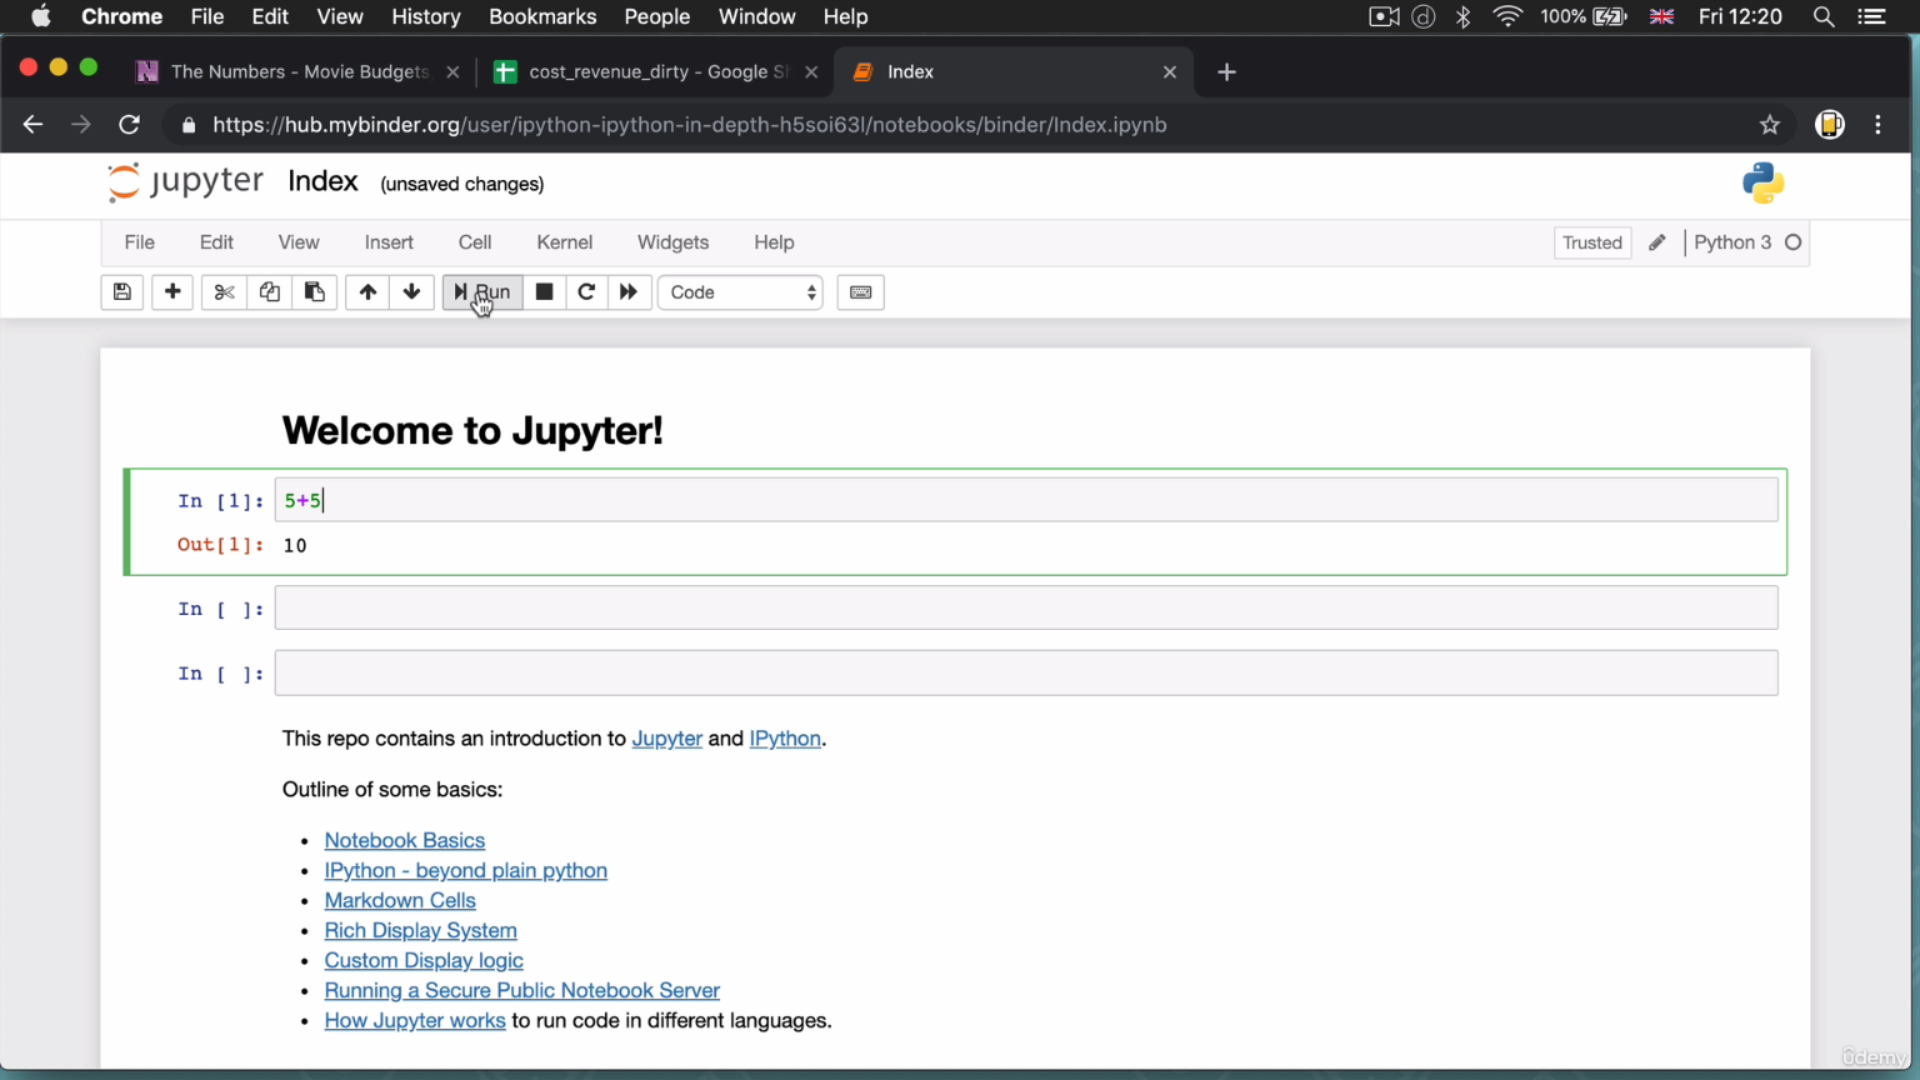 Chrome File Edit View History Bookmarks People Window Help 100% Fri 12:20
The Numbers - Movie Budgets, cost_revenue_dirty - Google Sh Index
https://hub.mybinder.org/user/ipython-ipython-in-depth-h5soi63l/notebooks/binder/Index.ipynb
jupyter Index (unsaved changes)
File Edit View Insert Cell Kernel Widgets Help Trusted Python 3
Run Code
Welcome to Jupyter!
In [1]: 5+5
Out[1]: 10
In [ ]:
In [ ]:
This repo contains an introduction to Jupyter and IPython.
Outline of some basics:
• Notebook Basics
• IPython - beyond plain python
• Markdown Cells
• Rich Display System
• Custom Display logic
• Running a Secure Public Notebook Server
• How Jupyter works to run code in different languages.
ûdemy